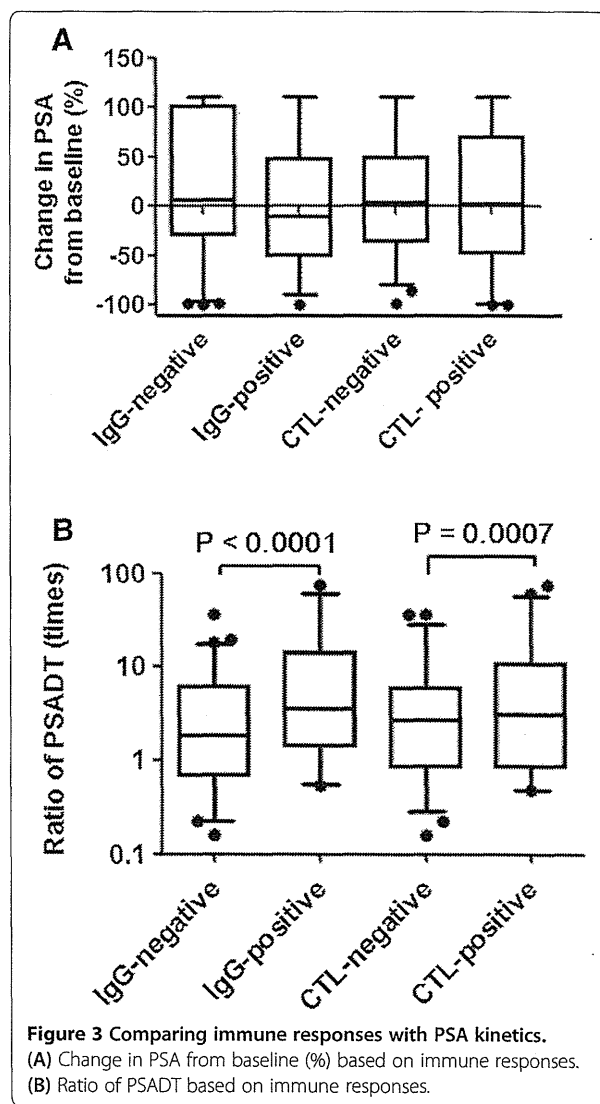 A
Change in PSA
from baseline (%)
150
100
50
0
-50
-100
IgG-negative
IgG-positive
CTL-negative
CTL- positive
B
P < 0.0001
P = 0.0007
Ratio of PSADT (times)
100
10
1
0.1
IgG-negative
IgG-positive
CTL-negative
CTL-positive
Figure 3 Comparing immune responses with PSA kinetics.
(A) Change in PSA from baseline (%) based on immune responses.
(B) Ratio of PSADT based on immune responses.